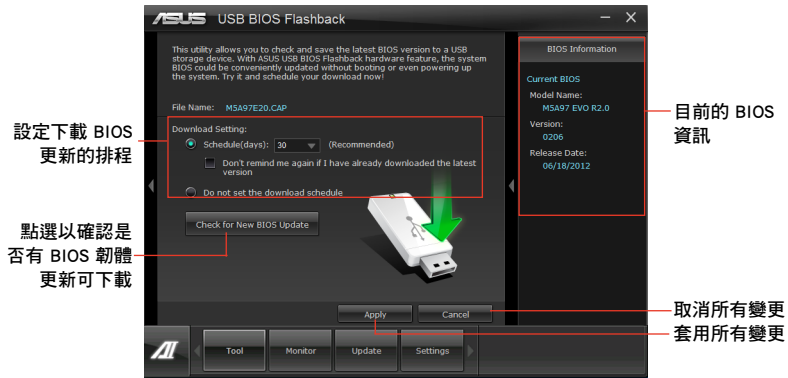 ASUS USB BIOS Flashback
This utility allows you to check and save the latest BIOS version to a USB
storage device. With ASUS USB BIOS Flashback hardware feature, the system
BIOS could be conveniently updated without booting or even powering up
the system. Try it and schedule your download now!
File Name: M5A97E20.CAP
Download Setting:
Schedule(days): 30 (Recommended)
Don't remind me again if I have already downloaded the latest
version
Do not set the download schedule
Check for New BIOS Update
Apply
Cancel
BIOS Information
Current BIOS
Model Name:
M5A97 EVO R2.0
Version:
0206
Release Date:
06/18/2012
Tool
Monitor
Update
Settings
設定下載 BIOS
更新的排程
點選以確認是
否有 BIOS 韌體
更新可下載
目前的 BIOS
資訊
取消所有變更
套用所有變更